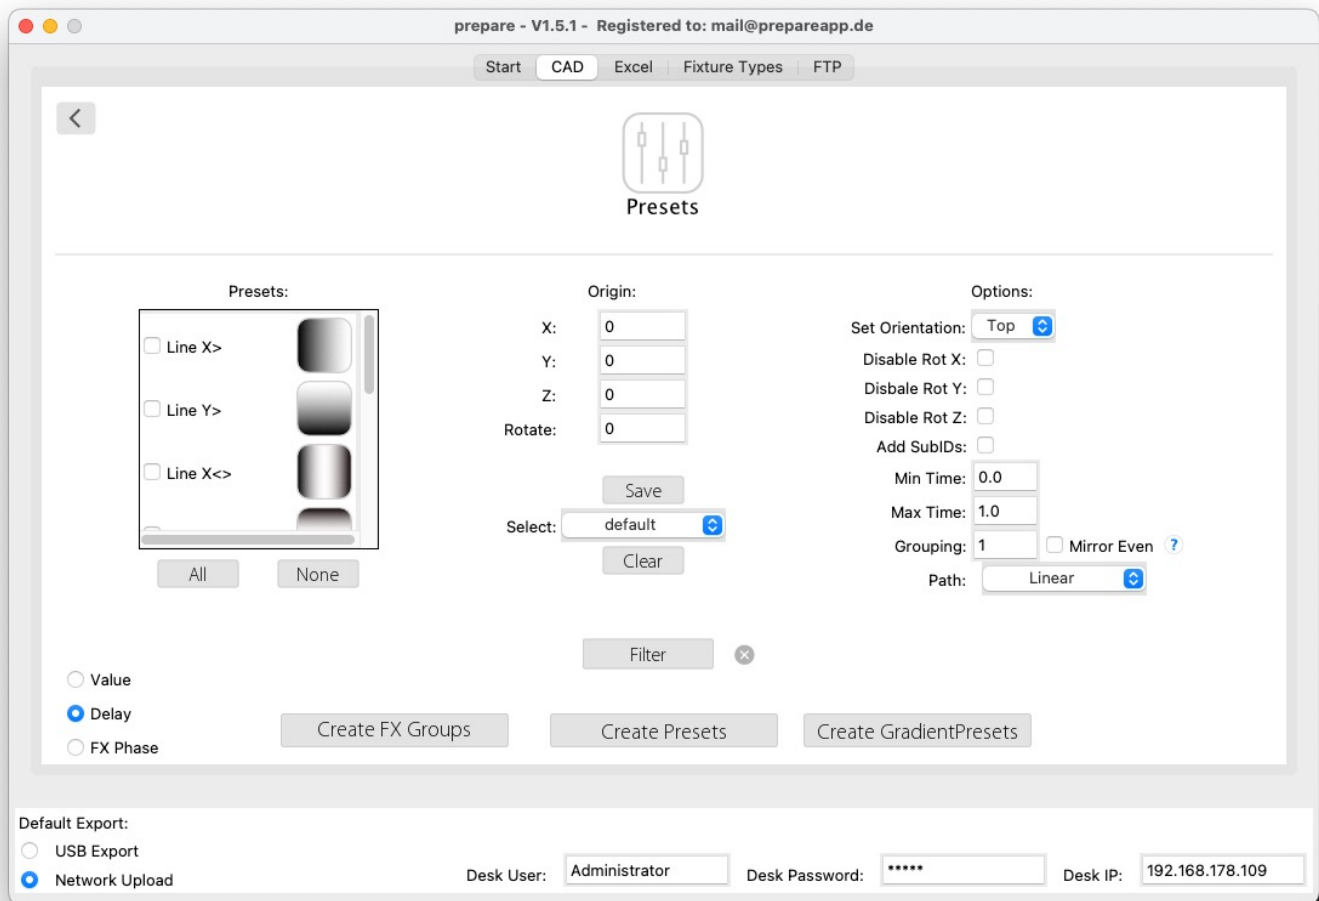 prepare - V1.5.1 - Registered to: mail@prepareapp.de
Start CAD Excel Fixture Types FTP
Presets
Presets:
Line X>
Line Y>
Line X<>
All None
Origin:
X: 0
Y: 0
Z: 0
Rotate: 0
Save
Select: default
Clear
Options:
Set Orientation: Top
Disable Rot X:
Disbale Rot Y:
Disable Rot Z:
Add SubIDs:
Min Time: 0.0
Max Time: 1.0
Grouping: 1 Mirror Even ?
Path: Linear
Filter
Value
Delay
FX Phase
Create FX Groups Create Presets Create GradientPresets
Default Export:
USB Export
Network Upload
Desk User: Administrator Desk Password: ***** Desk IP: 192.168.178.109